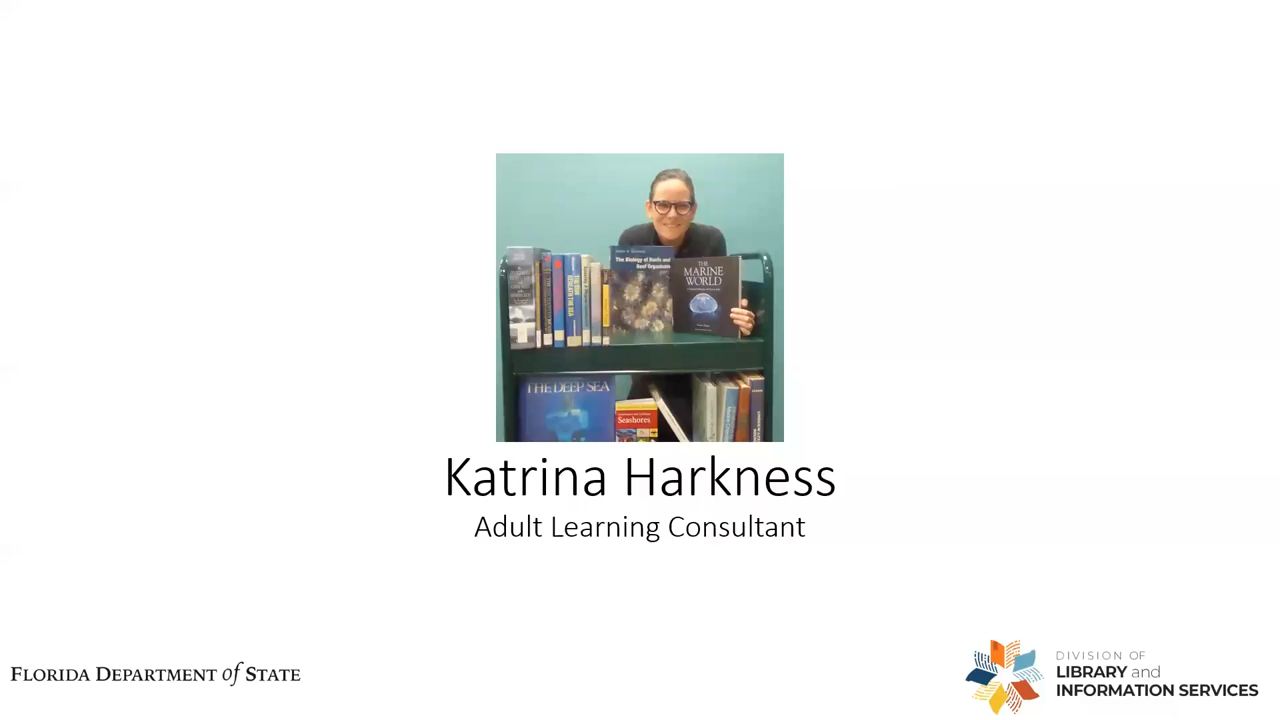 The Biology of Reefs and
Reef Organisms
THE
MARINE
WORLD
THE DEEP SEA
Seashores
Katrina Harkness
Adult Learning Consultant
FLORIDA DEPARTMENT of STATE
DIVISION OF
LIBRARY and
INFORMATION SERVICES